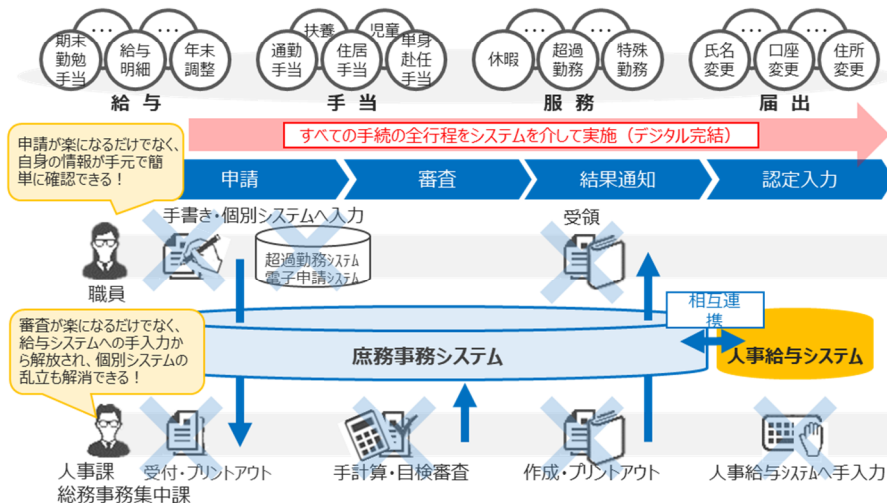 ・・・
期末
勤勉
手当
給与
明細
・・・
年末
調整
給 与
扶養
児童
通勤
手当
住居
手当
単身
赴任
手当
手 当
・・・
・・・
休暇
超過
勤務
特殊
勤務
服 務
・・・
・・・
氏名
変更
口座
変更
住所
変更
届 出
すべての手続の全行程をシステムを介して実施（デジタル完結）
申請が楽になるだけでなく、
自身の情報が手元で簡
単に確認できる！
申請
審査
結果通知
認定入力
手書き・個別システムへ入力
超過勤務システム
電子申請システム
受領
職員
相互連
携
審査が楽になるだけでなく、
給与システムへの手入力か
ら解放され、個別システムの
乱立も解消できる！
庶務事務システム
人事給与システム
人事課
総務事務集中課
受付・プリントアウト
手計算・目検審査
作成・プリントアウト
人事給与システムへ手入力